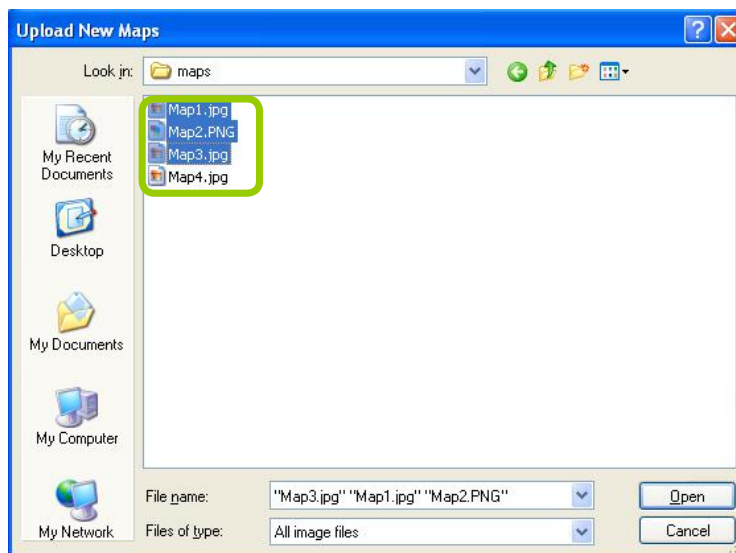 Upload New Maps
Look in: maps
Map1.jpg
Map2.PNG
Map3.jpg
Map4.jpg
My Recent
Documents
Desktop
My Documents
My Computer
My Network
File name: "Map3.jpg" "Map1.jpg" "Map2.PNG" Open
Files of type: All image files Cancel